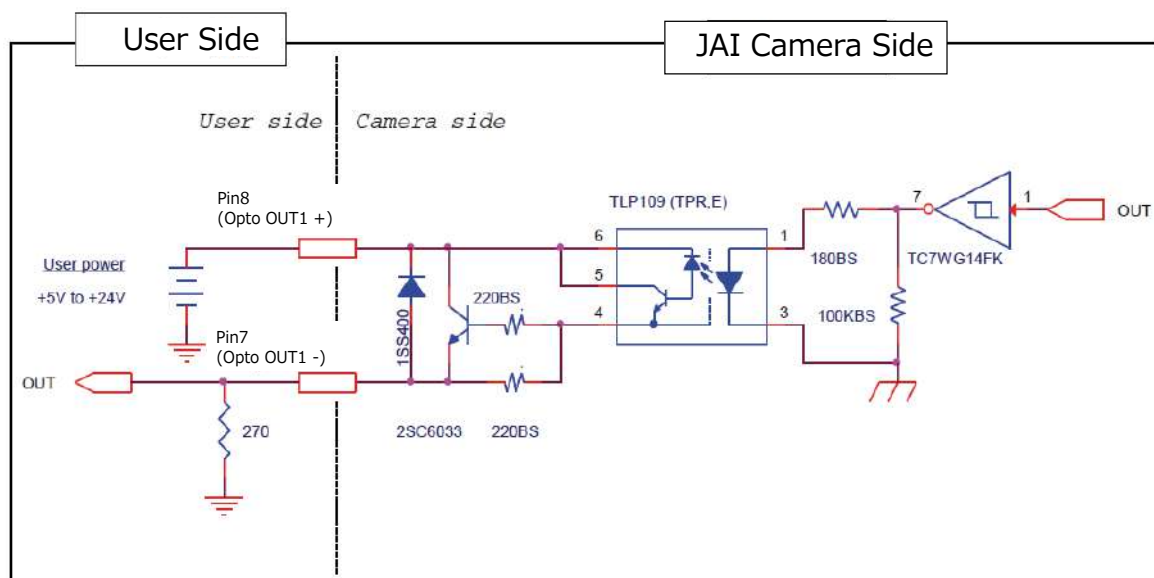 User Side
JAI Camera Side
User side
Camera side
Pin8
(Opto OUT1 +)
TLP109 (TPR,E)
7
1
OUT
6
1
180BS
TC7WG14FK
User power
+5V to +24V
5
220BS
1SS400
4
3
100KBS
Pin7
(Opto OUT1 -)
OUT
270
2SC6033
220BS